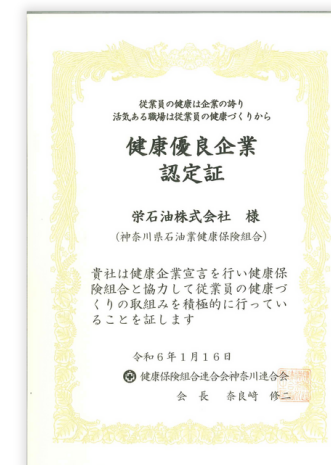 従業員の健康は企業の誇り
活気ある職場は従業員の健康づくりから
健康優良企業
認定証
栄石油株式会社 様
(神奈川県石油業健康保険組合)
貴社は健康企業宣言を行い健康保
険組合と協力して従業員の健康づ
くりの取組みを積極的に行ってい
ることを証します
令和6年1月16日
健康保険組合連合会神奈川連合会
会 長 奈良﨑 修二